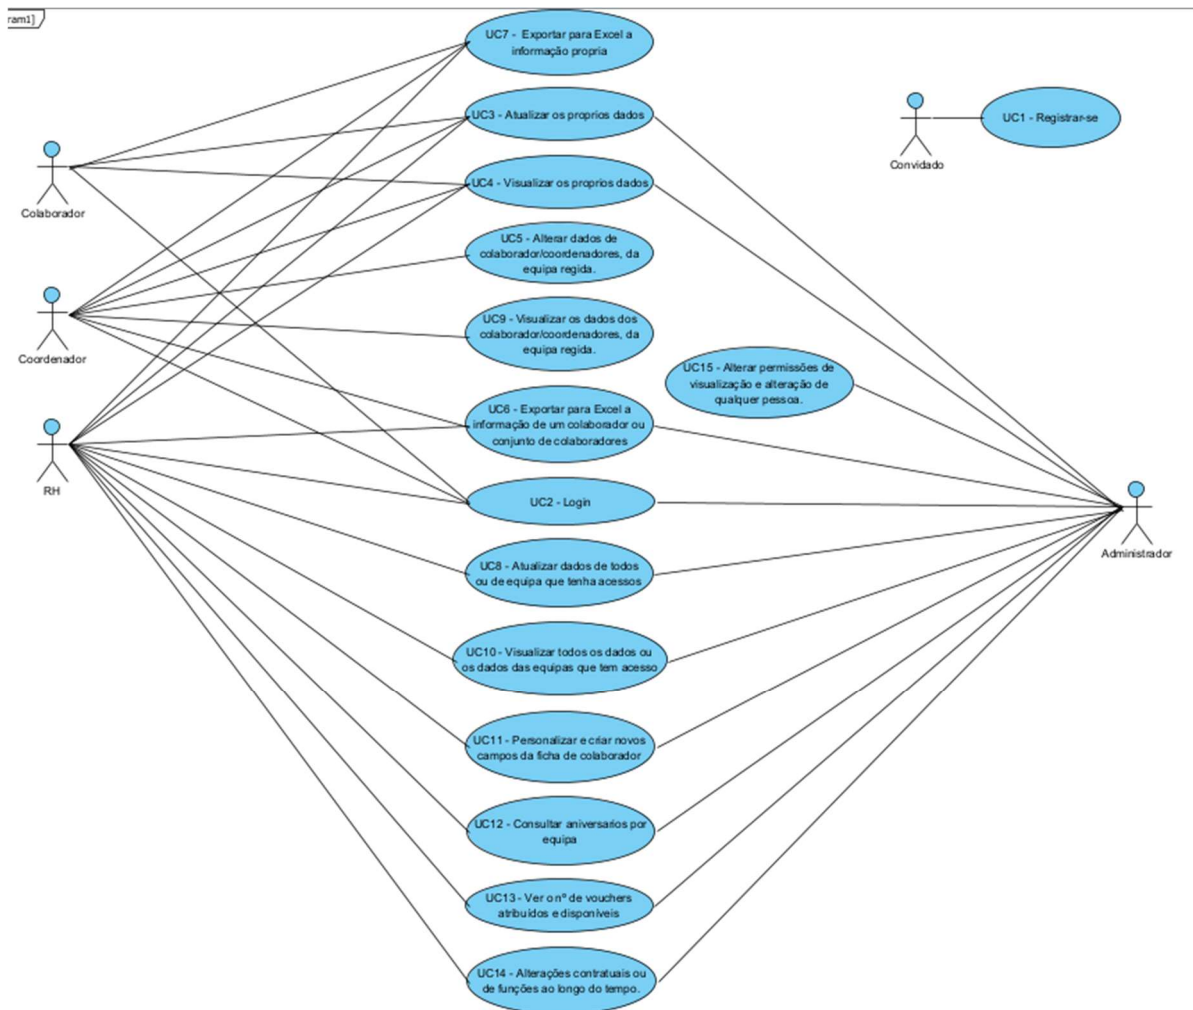 ram1]
UC7 - Exportar para Excel a
informação propria
UC3 - Atualizar os proprios dados
UC1 - Registrar-se
Convidado
UC4 - Visualizar os proprios dados
Colaborador
UC5 - Alterar dados de
colaborador/coordenadores, da
equipa regida.
UC9 - Visualizar os dados dos
colaborador/coordenadores, da
equipa regida.
Coordenador
UC15 - Alterar permissões de
visualização e alteração de
qualquer pessoa.
UC6 - Exportar para Excel a
informação de um colaborador ou
conjunto de colaboradores
RH
UC2 - Login
Administrador
UC8 - Atualizar dados de todos
ou de equipa que tenha acessos
UC10 - Visualizar todos os dados ou
os dados das equipas que tem acesso
UC11 - Personalizar e criar novos
campos da ficha de colaborador
UC12 - Consultar aniversarios por
equipa
UC13 - Ver o nº de vouchers
atribuídos e disponíveis
UC14 - Alterações contratuais ou
de funções ao longo do tempo.